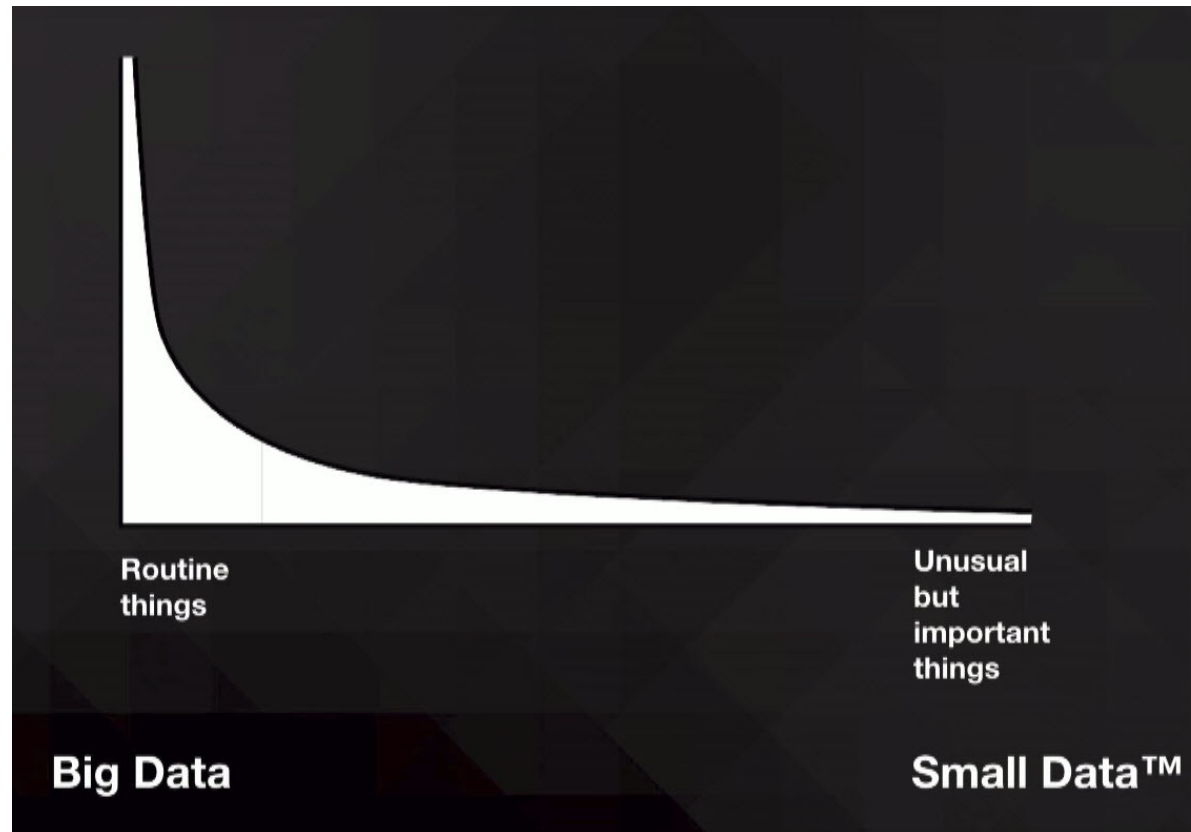 Routine
things
Unusual
but
important
things
Big Data
Small Data™